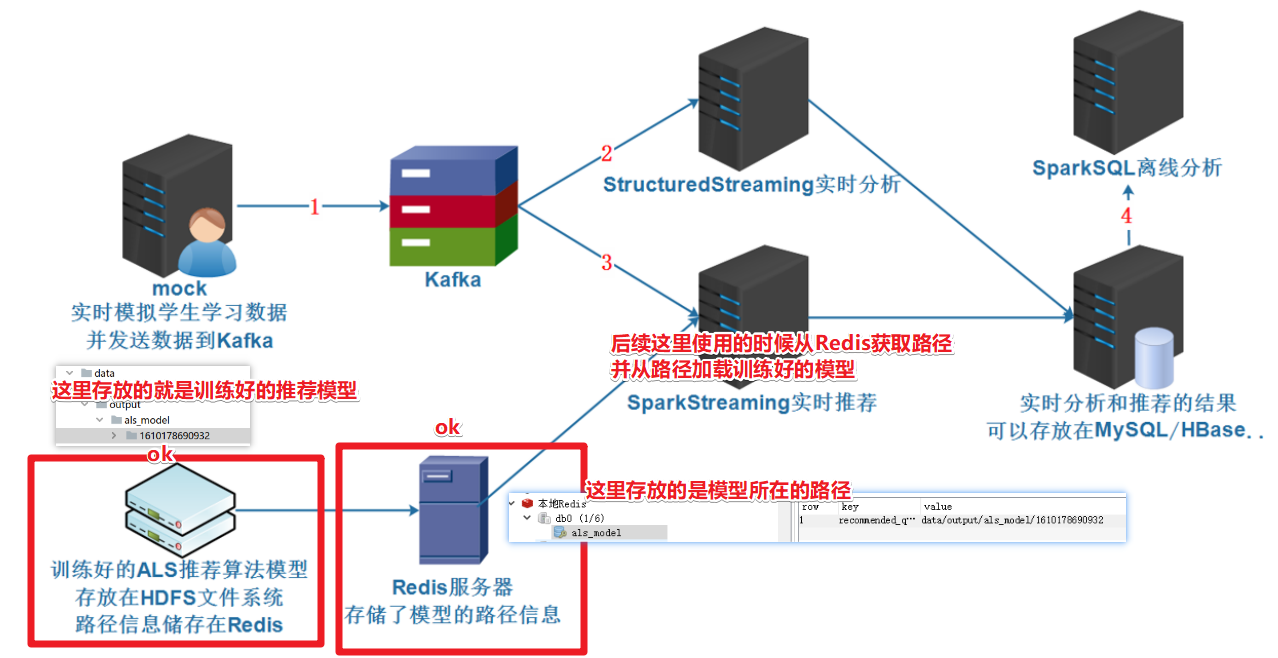 1
2
3
4
StructuredStreaming实时分析
SparkSQL离线分析
Kafka
mock
实时模拟学生学习数据
并发送数据到Kafka
后续这里使用的时候从Redis获取路径
并从路径加载训练好的模型
SparkStreaming实时推荐
实时分析和推荐的结果
可以存放在MySQL/HBase..
data
这里存放的就是训练好的推荐模型
output
als_model
1610178690932
ok
ok
训练好的ALS推荐算法模型
存放在HDFS文件系统
路径信息储存在Redis
Redis服务器
存储了模型的路径信息
这里存放的是模型所在的路径
本地Redis
db0 (1/6)
als_model
row key value
1 recommended_q… data/output/als_model/1610178690932